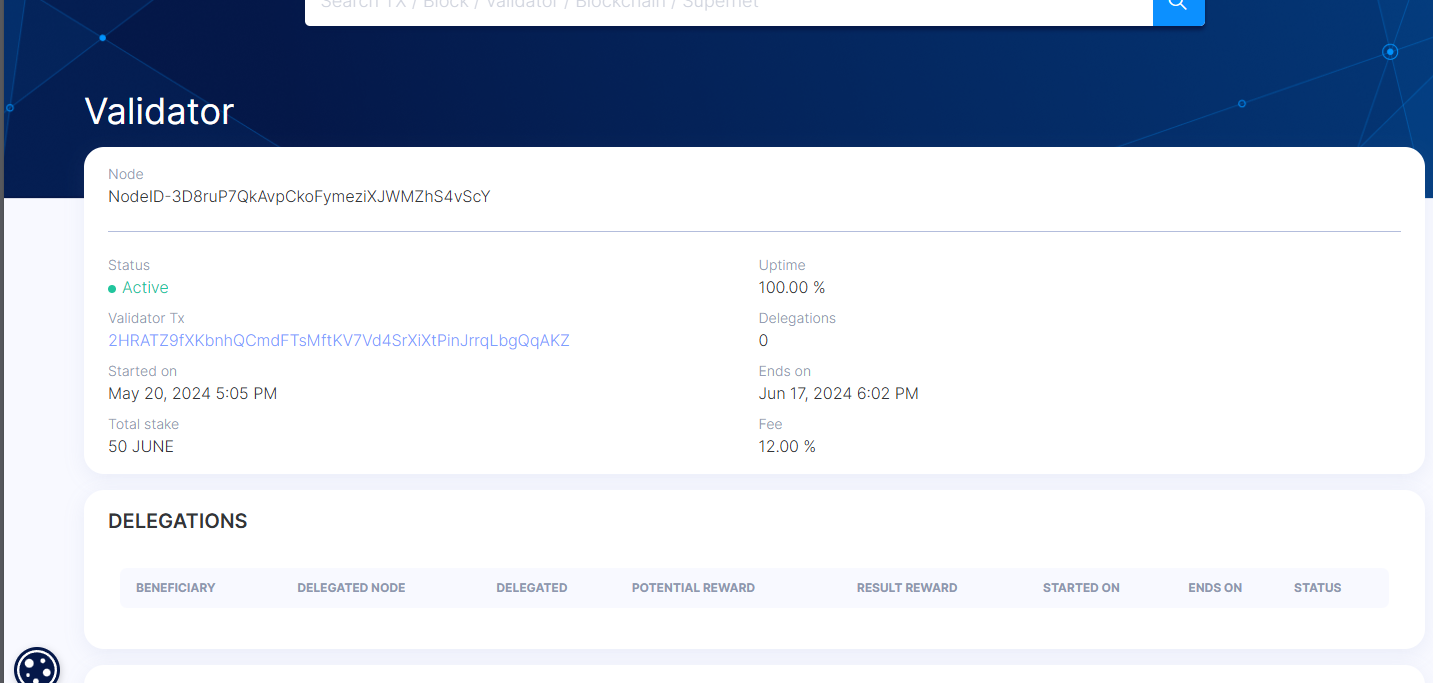 Search TX / Block / Validator / Blockchain / Supernet
Validator
Node
NodeID-3D8ruP7QkAvpCkoFymeziXJWMZhS4vScY
Status
Uptime
Active
100.00 %
Validator Tx
Delegations
2HRATZ9fXKbnhQCmdFTsMftKV7Vd4SrXiXtPinJrrqLbgQqAKZ
0
Started on
Ends on
May 20, 2024 5:05 PM
Jun 17, 2024 6:02 PM
Total stake
Fee
50 JUNE
12.00 %
DELEGATIONS
BENEFICIARY DELEGATED NODE DELEGATED POTENTIAL REWARD RESULT REWARD STARTED ON ENDS ON STATUS